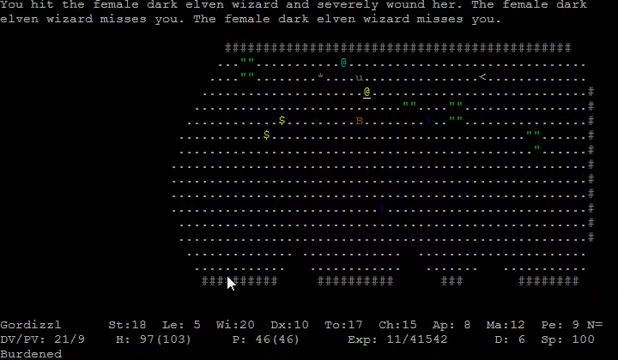 You hit the female dark elven wizard and severely wound her. The female dark
elven wizard misses you. The female dark elven wizard misses you.
Gordizzl St:18 Le: 5 Wi:20 Dx:10 To:17 Ch:15 Ap: 8 Ma:12 Pe: 9 N=
DV/PV: 21/9 H: 97(103) P: 46(46) Exp: 11/41542 D: 6 Sp: 100
Burdened